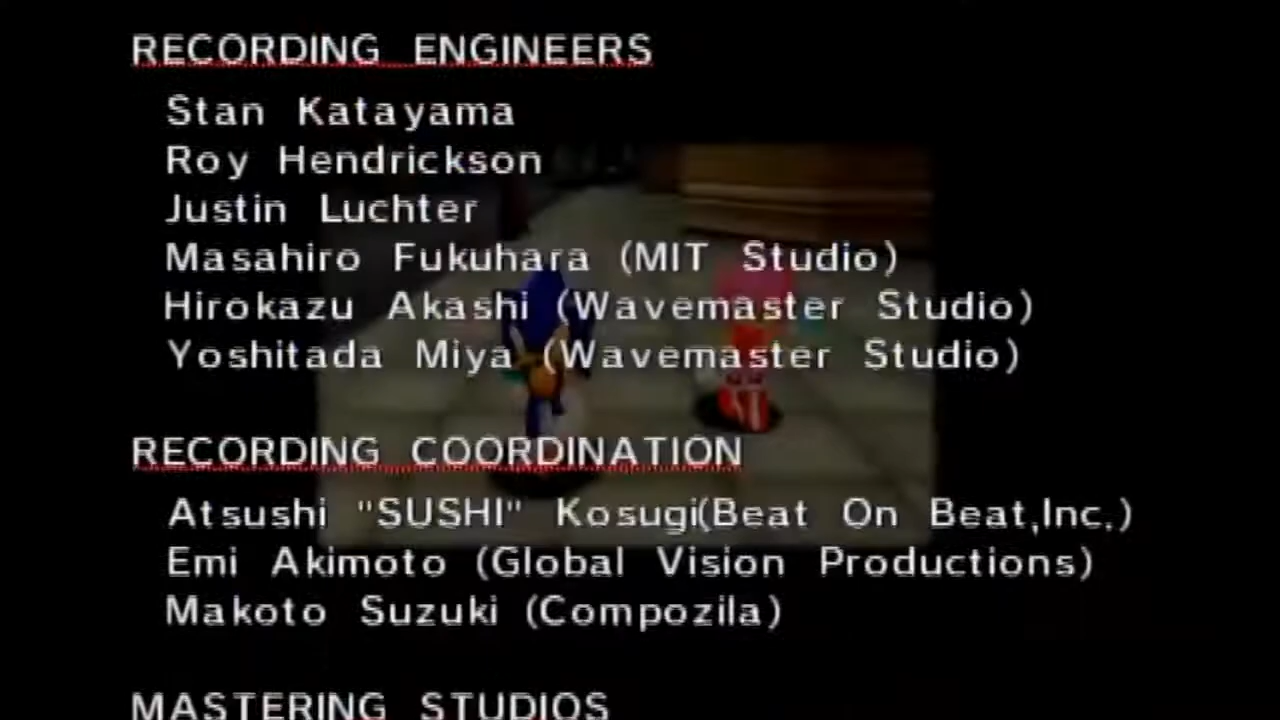 RECORDING ENGINEERS
Stan Katayama
Roy Hendrickson
Justin Luchter
Masahiro Fukuhara (MIT Studio)
Hirokazu Akashi (Wavemaster Studio)
Yoshitada Miya (Wavemaster Studio)
RECORDING COORDINATION
Atsushi "SUSHI" Kosugi(Beat On Beat,Inc.)
Emi Akimoto (Global Vision Productions)
Makoto Suzuki (Compozila)
MASTERING STUDIOS